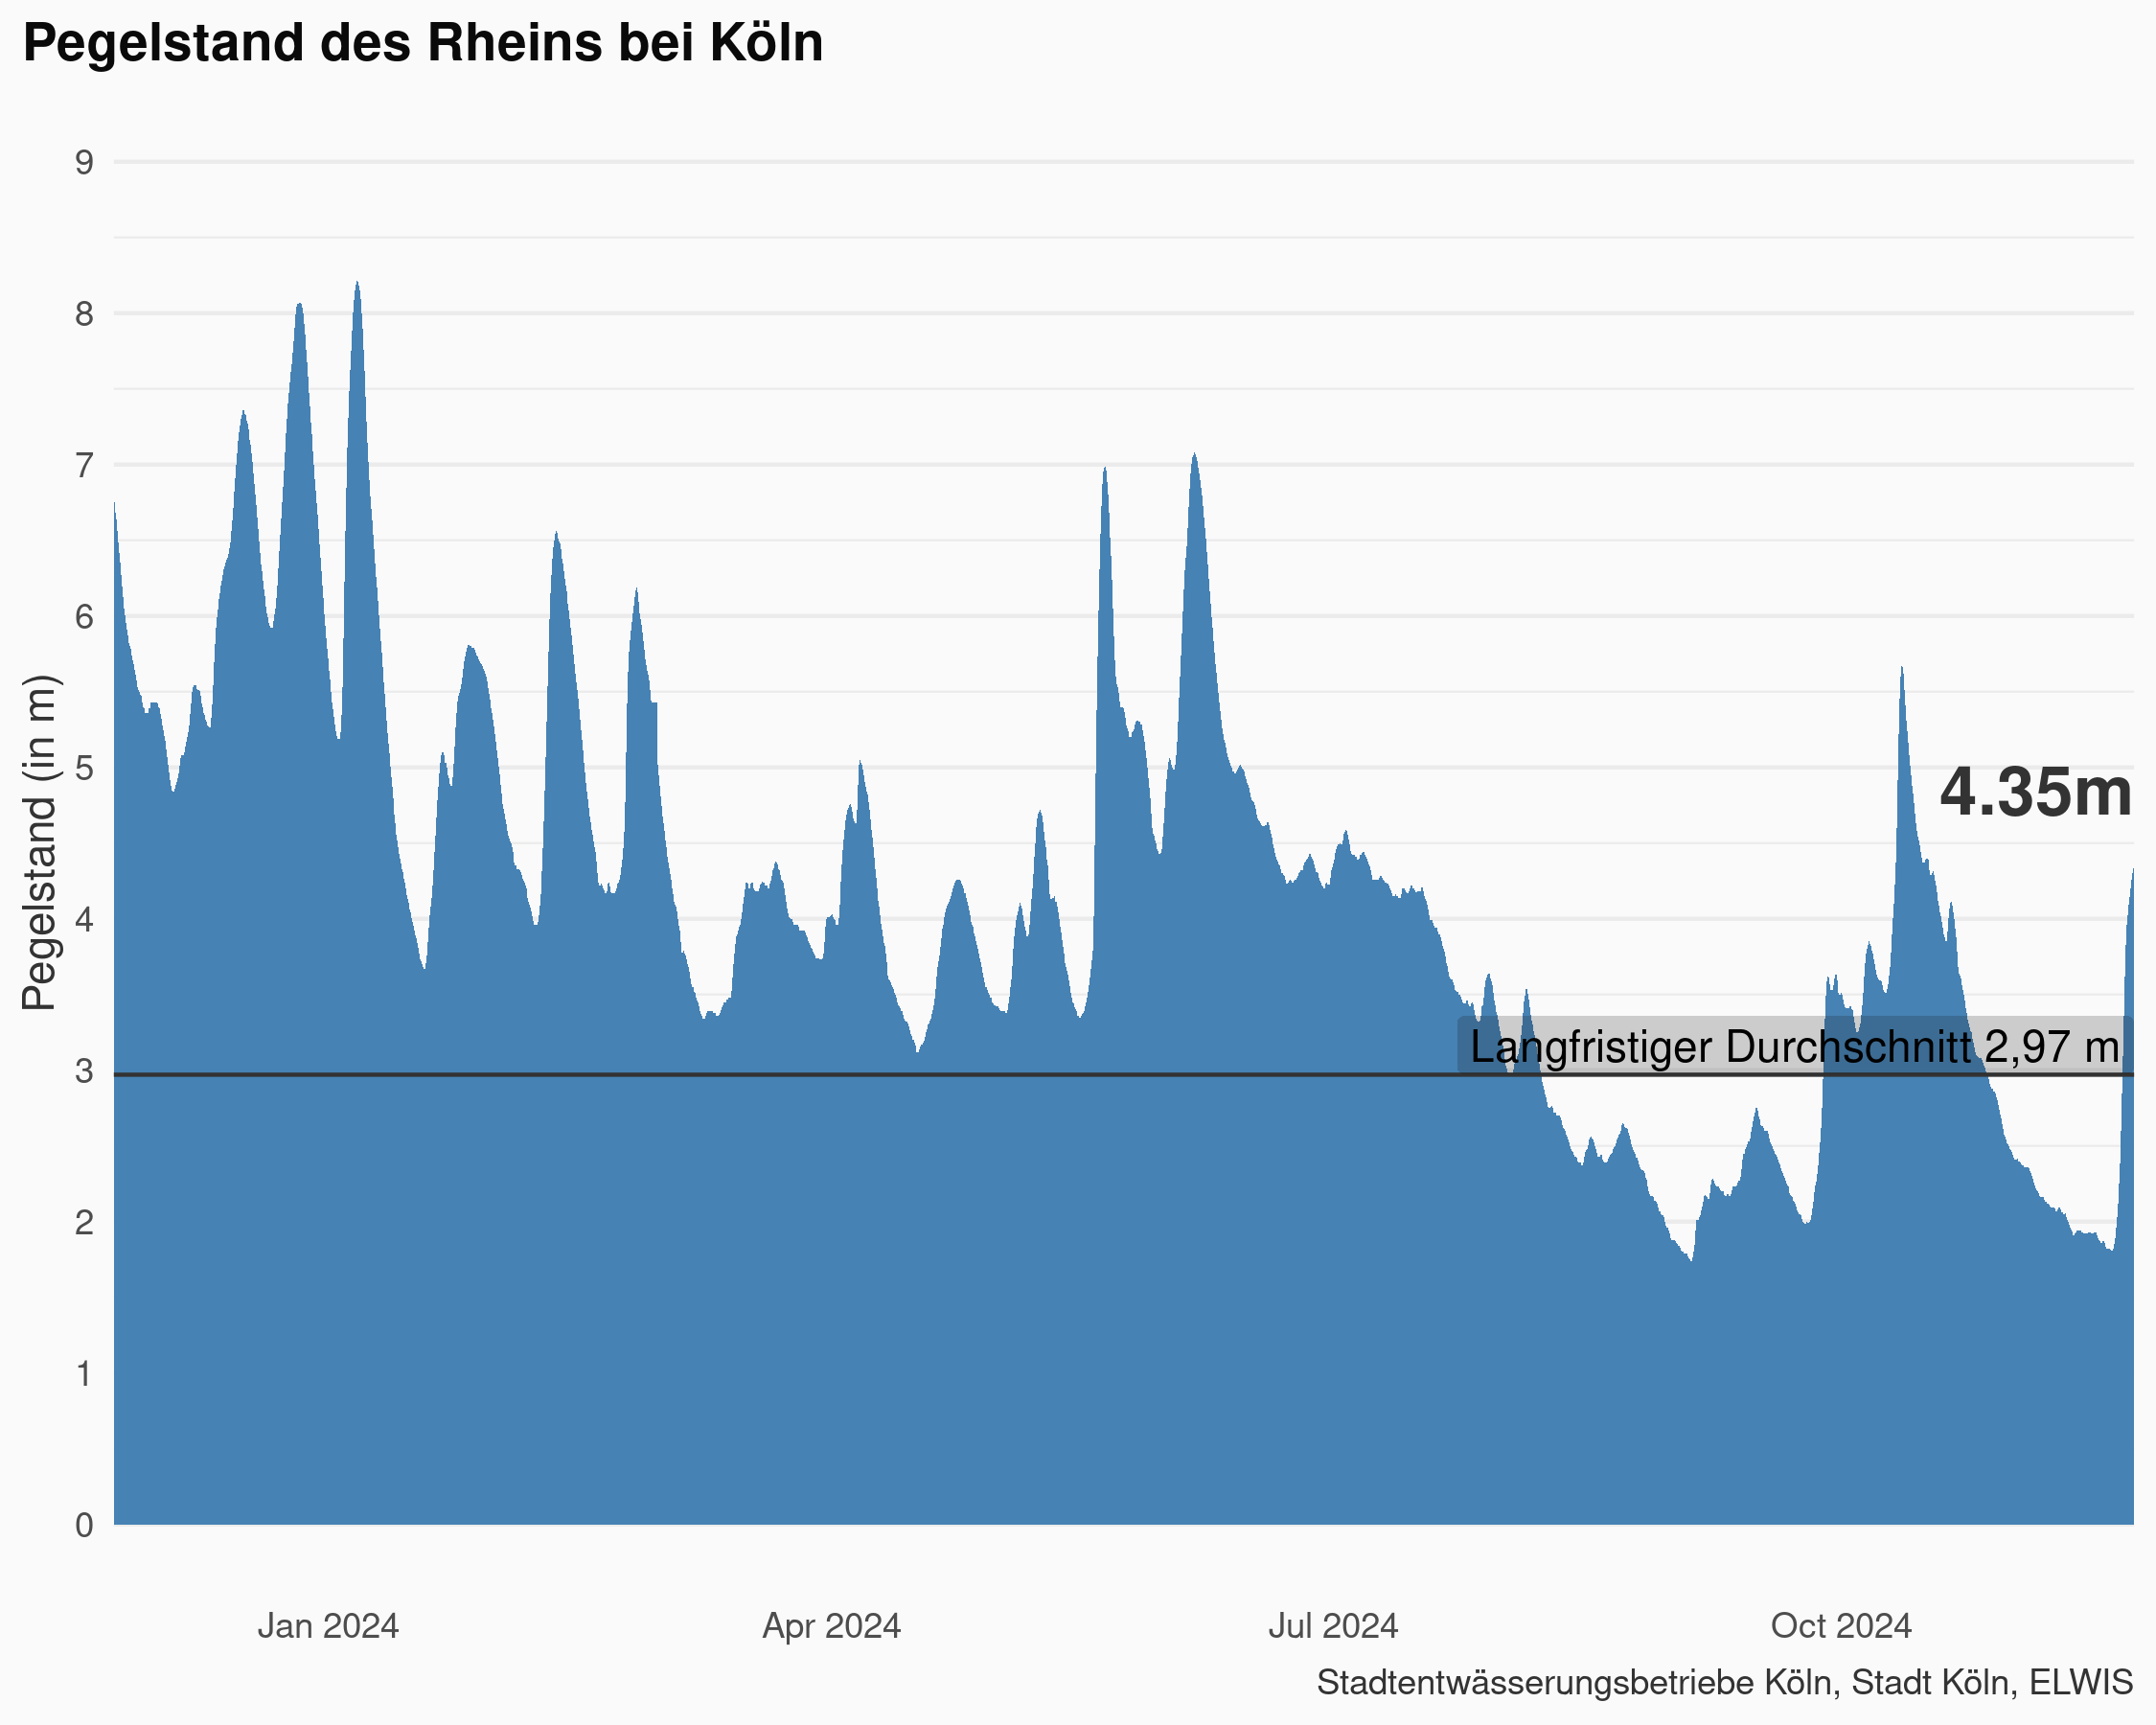 Pegelstand des Rheins bei Köln
9
8
7
6
5
4
3
2
1
0
Pegelstand (in m)
4.35m
Langfristiger Durchschnitt 2,97 m
Jan 2024
Apr 2024
Jul 2024
Oct 2024
Stadtentwässerungsbetriebe Köln, Stadt Köln, ELWIS